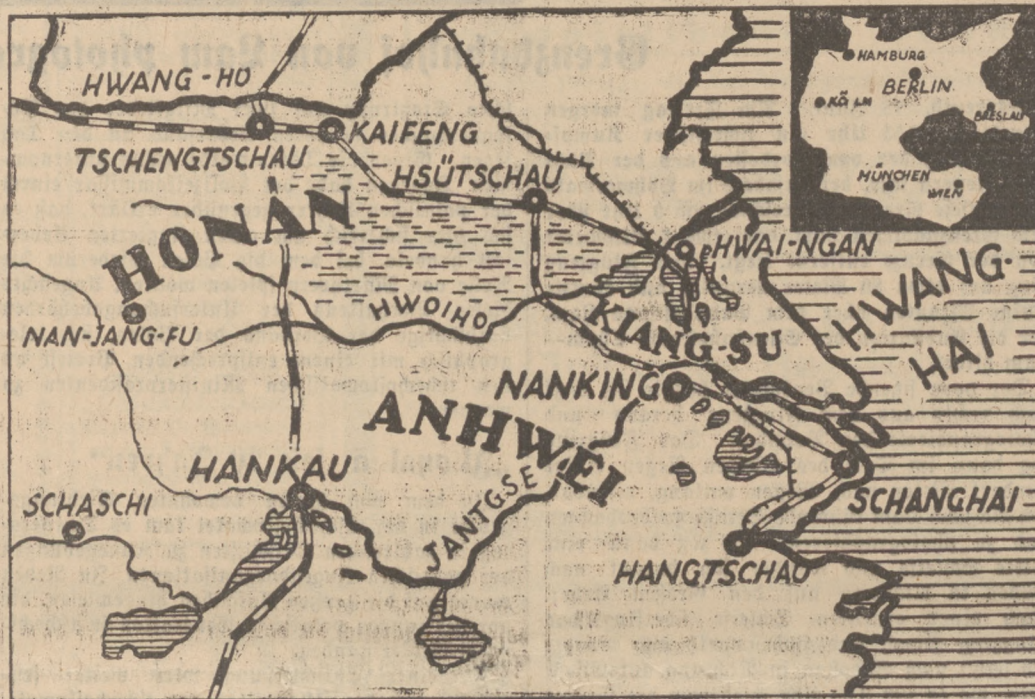 HWANG-HO
TSCHENGTSCHAU
KAIFENG
HSÜTSCHAU
HONAN
NAN-JANG-FU
HWOIHO
HWAI-NGAN
KIANG-SU
HWANG-
HAI
NANKING
ANHWEI
HANKAU
SCHASCHI
JANTGSE
SCHANGHAI
HANGTSCHAU
HAMBURG
BERLIN
KÖLN
BRESLAU
MÜNCHEN
WIEN